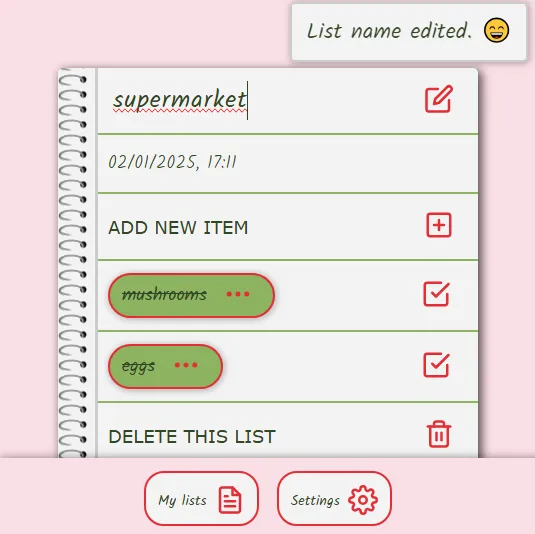 List name edited. 😄
supermarket
02/01/2025, 17:11
ADD NEW ITEM
mushrooms
eggs
DELETE THIS LIST
My lists
Settings